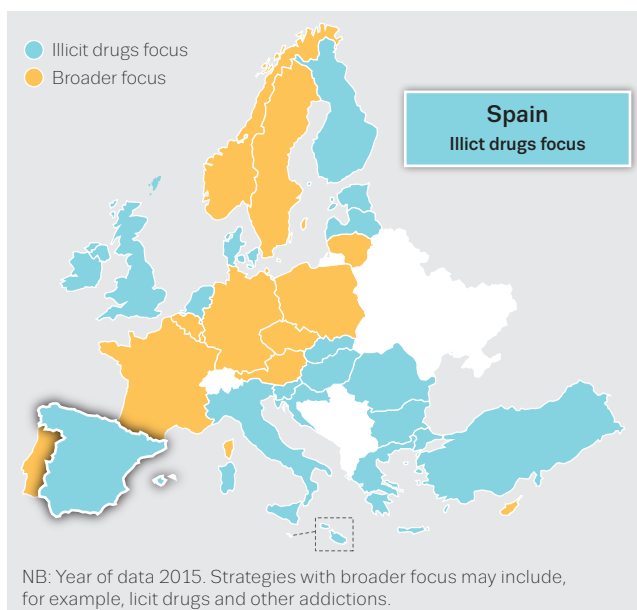 Illicit drugs focus
Broader focus
Spain
Illict drugs focus
NB: Year of data 2015. Strategies with broader focus may include,
for example, licit drugs and other addictions.